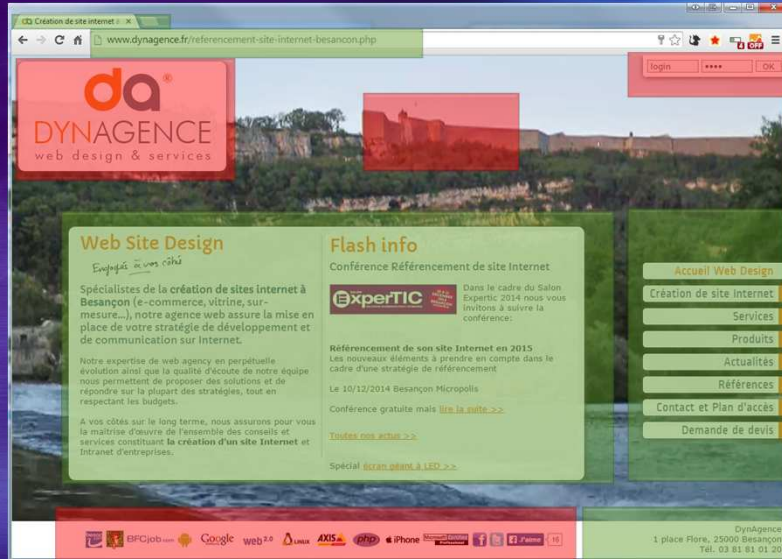 Création de site internet à
www.dynagence.fr/referencement-site-internet-besancon.php
OFF
login
OK
da
DYNAGENCE
web design & services
Web Site Design
Engagés à vos côtés
Spécialistes de la création de sites internet à
Besançon (e-commerce, vitrine, sur-
mesure...), notre agence web assure la mise en
place de votre stratégie de développement et
de communication sur Internet.
Notre expertise de web agency en perpétuelle
évolution ainsi que la qualité d'écoute de notre équipe
nous permettent de proposer des solutions et de
répondre sur la plupart des stratégies, tout en
respectant les budgets.
A vos côtés sur le long terme, nous assurons pour vous
la maîtrise d'œuvre de l'ensemble des conseils et
services constituant la création d'un site Internet et
Intranet d'entreprises.
Flash info
Conférence Référencement de site Internet
ExperTIC
Dans le cadre du Salon
Expertic 2014 nous vous
invitons à suivre la
conférence:
Référencement de son site Internet en 2015
Les nouveaux éléments à prendre en compte dans le
cadre d'une stratégie de référencement
Le 10/12/2014 Besançon Micropolis
Conférence gratuite mais lire la suite >>
Toutes nos actus >>
Spécial écran géant à LED >>
Accueil Web Design
Création de site internet
Services
Produits
Actualités
Références
Contact et Plan d'accès
Demande de devis
BFCjob.com
Google
web 2.0
Linux
AXIS
php
iPhone
J'aime
16
DynAgence
1 place Flore, 25000 Besançon
Tél. 03 81 81 01 20